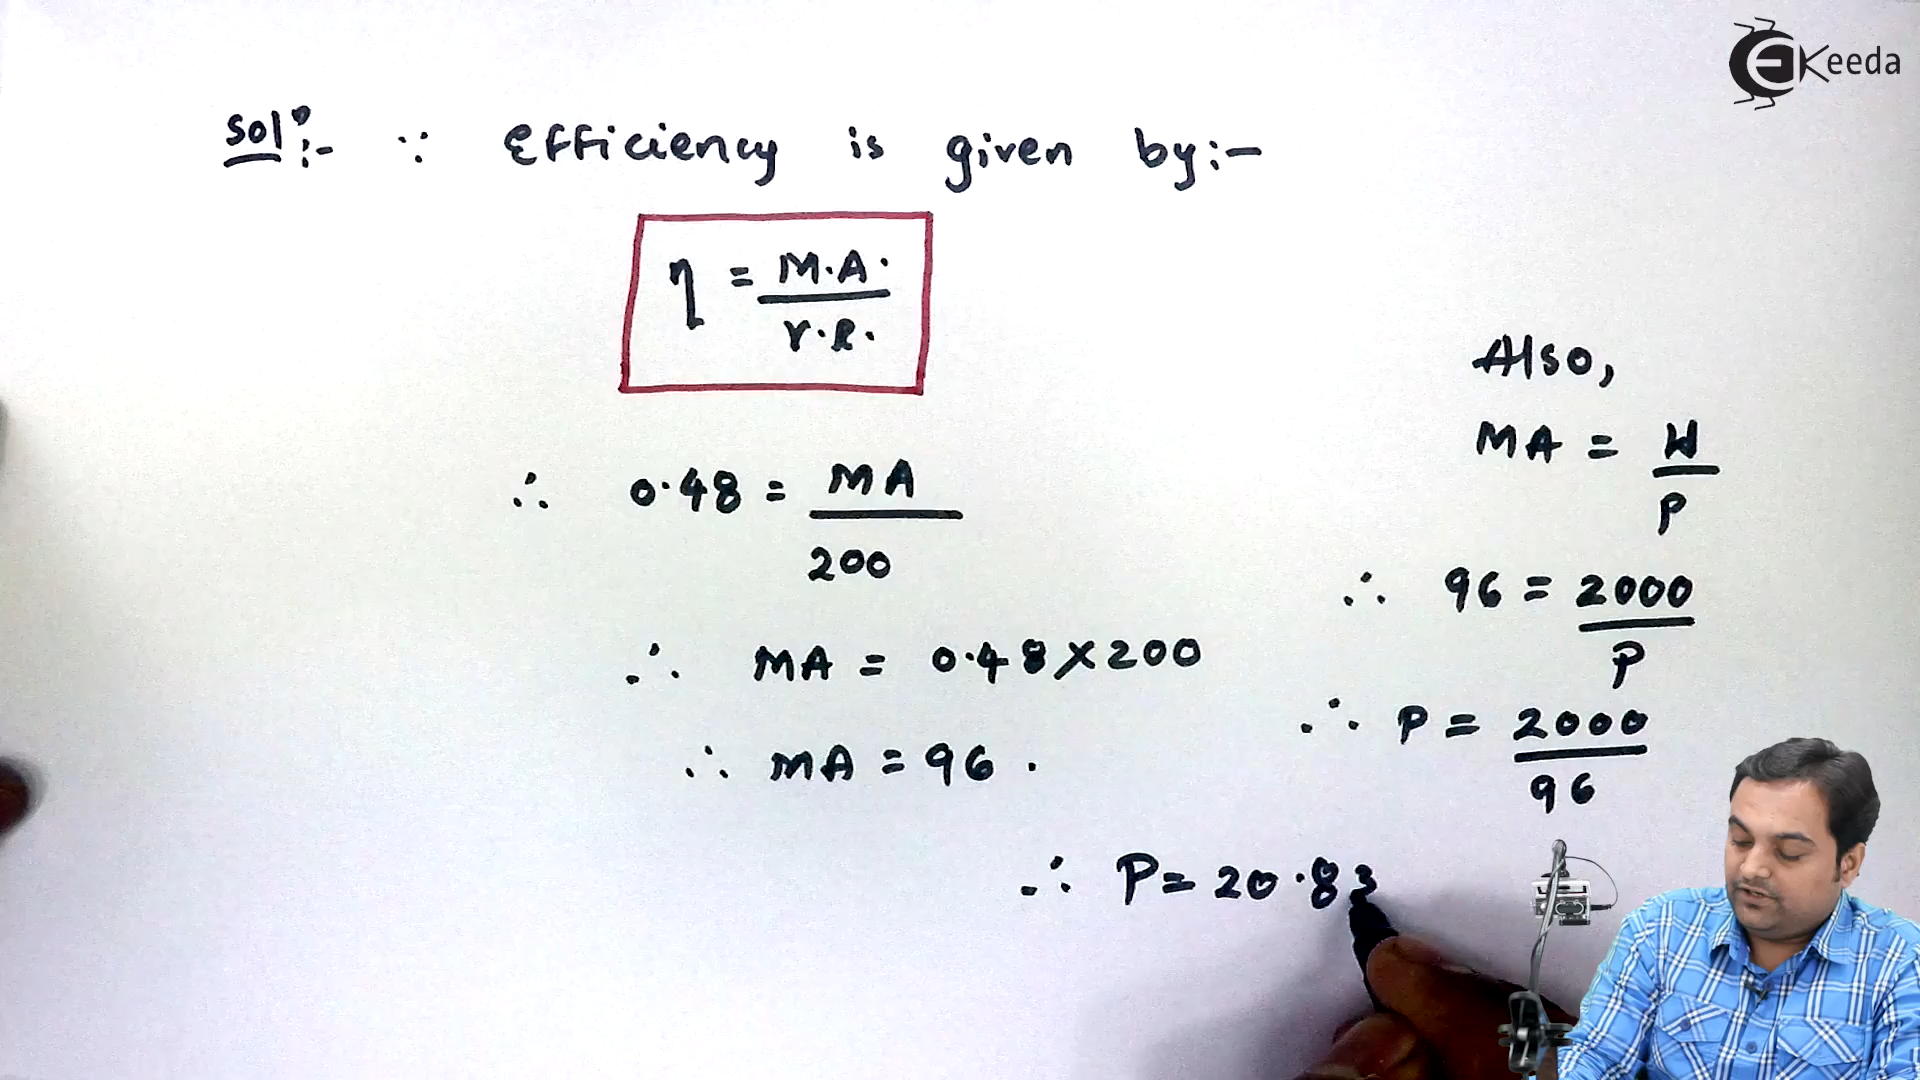 EKeeda
Solⁿ:- ∵ Efficiency is given by:-
η = M.A.
V.R.
∴ 0.48 = MA
200
∴ MA = 0.48 × 200
∴ MA = 96 .
Also,
MA = W
P
∴ 96 = 2000
P
∴ P = 2000
96
∴ P = 20.83